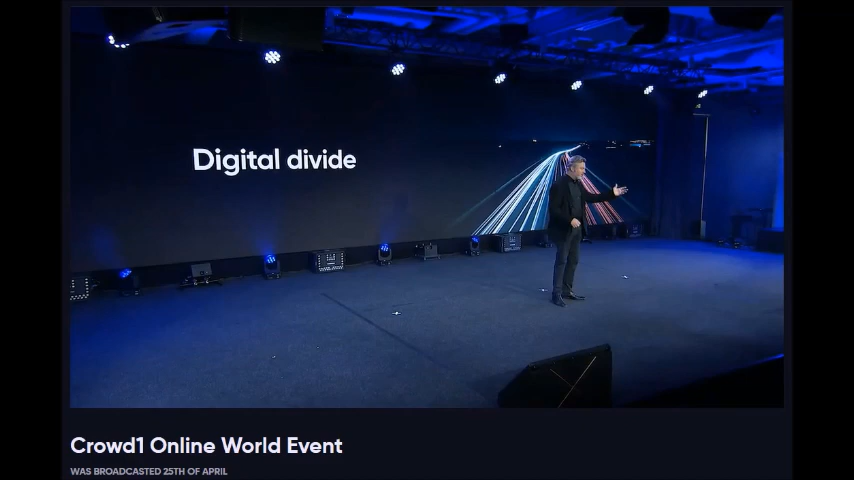 Digital divide
Crowd1 Online World Event
WAS BROADCASTED 25TH OF APRIL